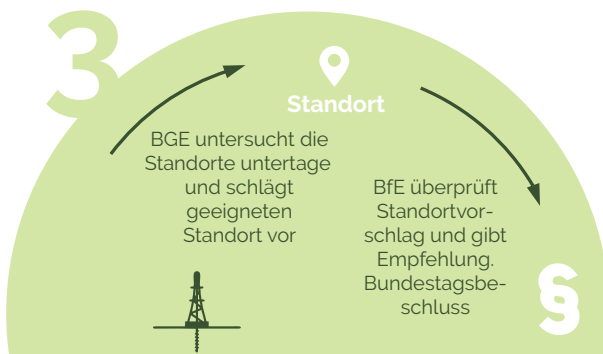 3
Standort
BGE untersucht die
Standorte untertage
und schlägt
geeigneten
Standort vor
BfE überprüft
Standortvor-
schlag und gibt
Empfehlung.
Bundestagsbe-
schluss
§